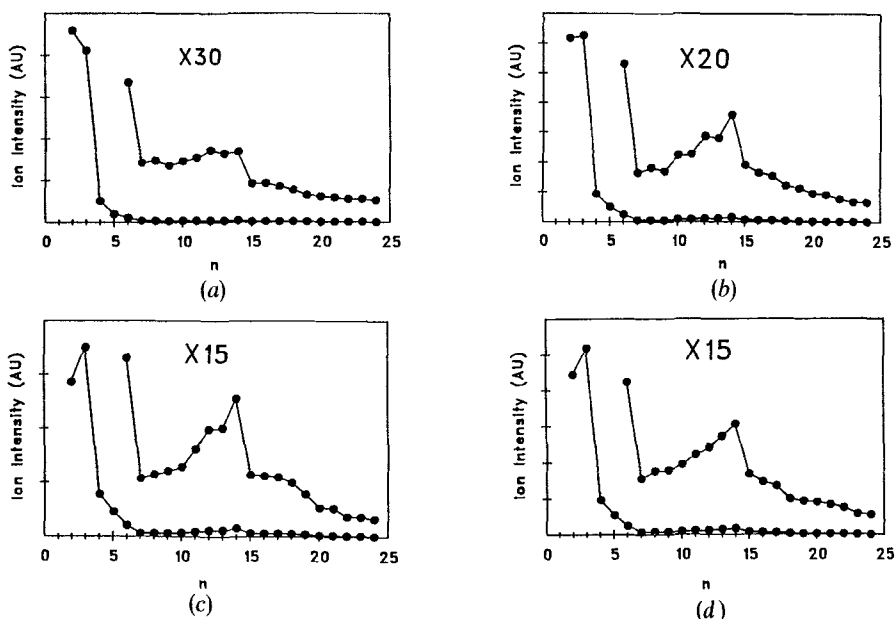 X30
Ion Intensity (AU)
0 5 10 15 20 25
n
(a)
X20
Ion Intensity (AU)
0 5 10 15 20 25
n
(b)
X15
Ion Intensity (AU)
0 5 10 15 20 25
n
(c)
X15
Ion Intensity (AU)
0 5 10 15 20 25
n
(d)